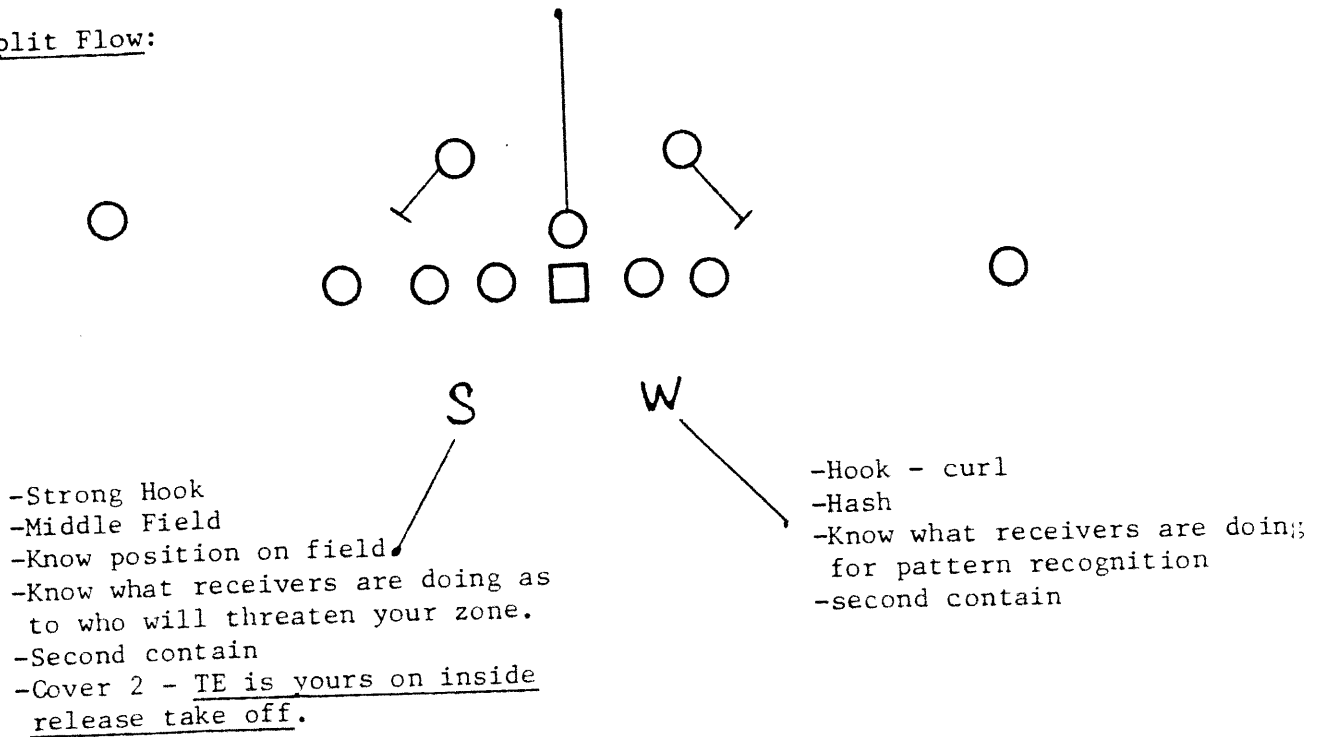 plit Flow:
S
W
-Strong Hook
-Middle Field
-Know position on field
-Know what receivers are doing as
to who will threaten your zone.
-Second contain
-Cover 2 - TE is yours on inside
release take off.
-Hook - curl
-Hash
-Know what receivers are doing
for pattern recognition
-second contain